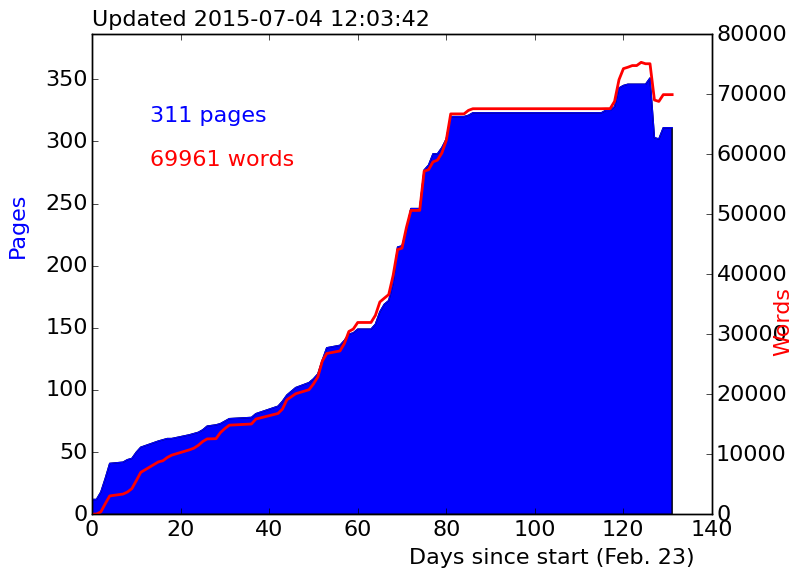 Updated 2015-07-04 12:03:42
80000
350
70000
311 pages
300
69961 words
60000
250
50000
Pages
200
40000
Words
150
30000
100
20000
50
10000
0
0
0 20 40 60 80 100 120 140
Days since start (Feb. 23)